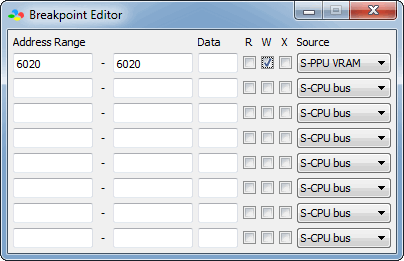 Breakpoint Editor
Address Range Data R W X Source
6020 - 6020 S-PPU VRAM
- S-CPU bus
- S-CPU bus
- S-CPU bus
- S-CPU bus
- S-CPU bus
- S-CPU bus
- S-CPU bus